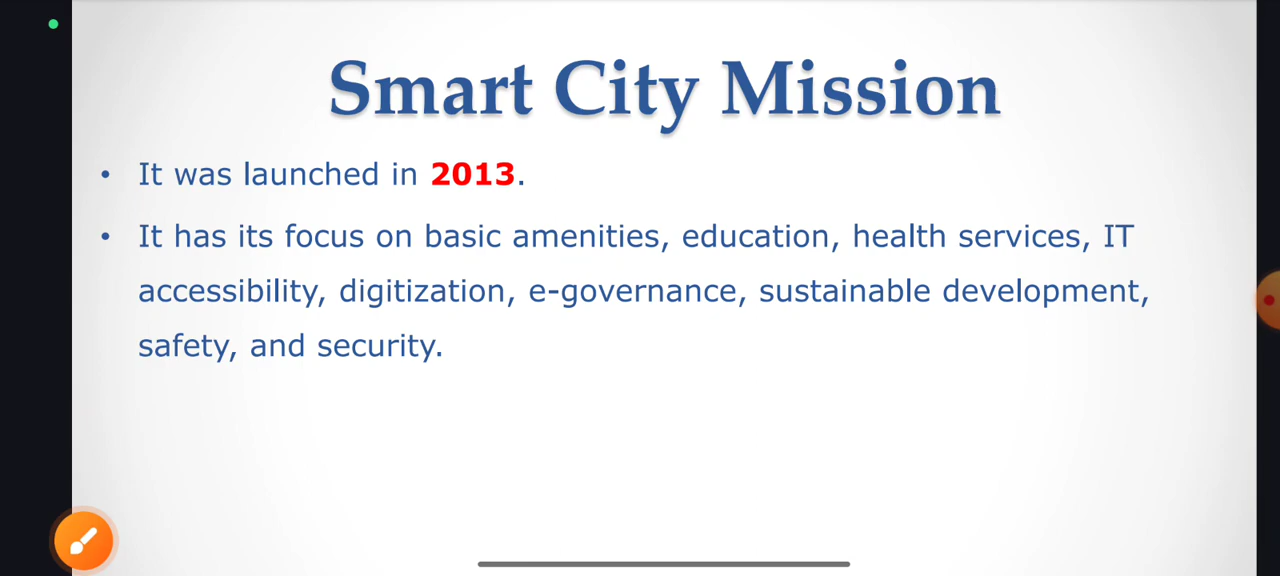 Smart City Mission
• It was launched in 2013.
• It has its focus on basic amenities, education, health services, IT
accessibility, digitization, e-governance, sustainable development,
safety, and security.